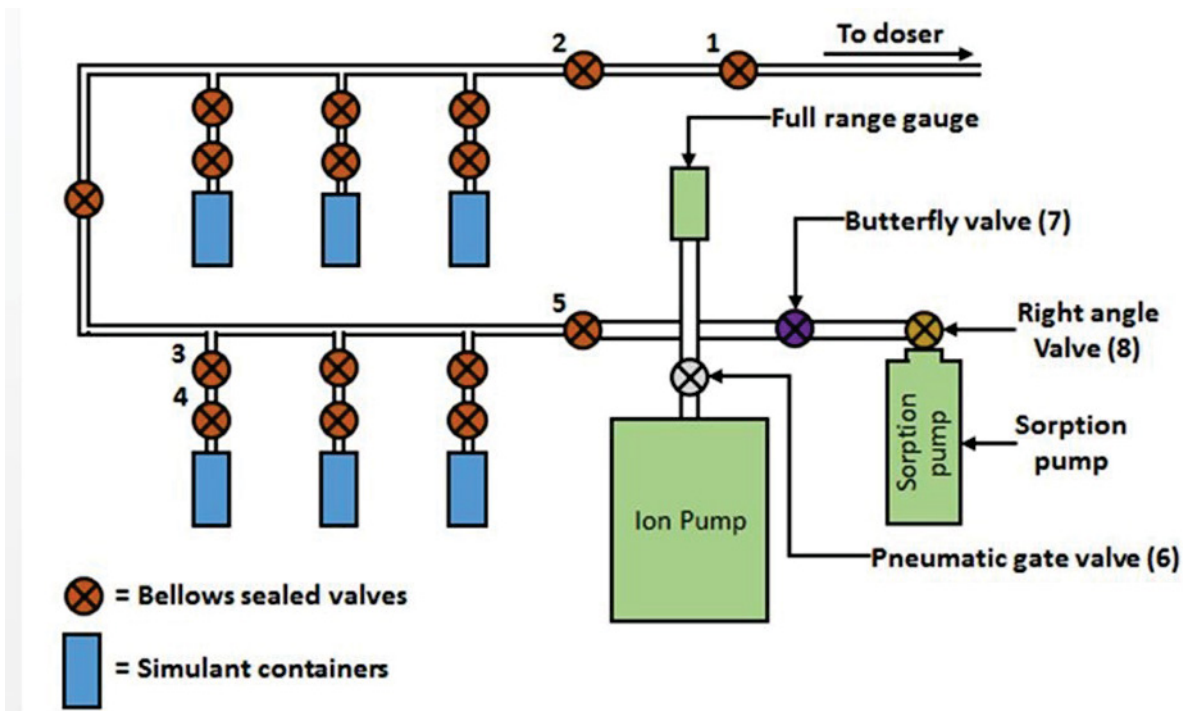 2
1
To doser
Full range gauge
Butterfly valve (7)
5
Right angle
Valve (8)
3
4
Sorption
pump
Sorption
pump
Ion Pump
Pneumatic gate valve (6)
= Bellows sealed valves
= Simulant containers